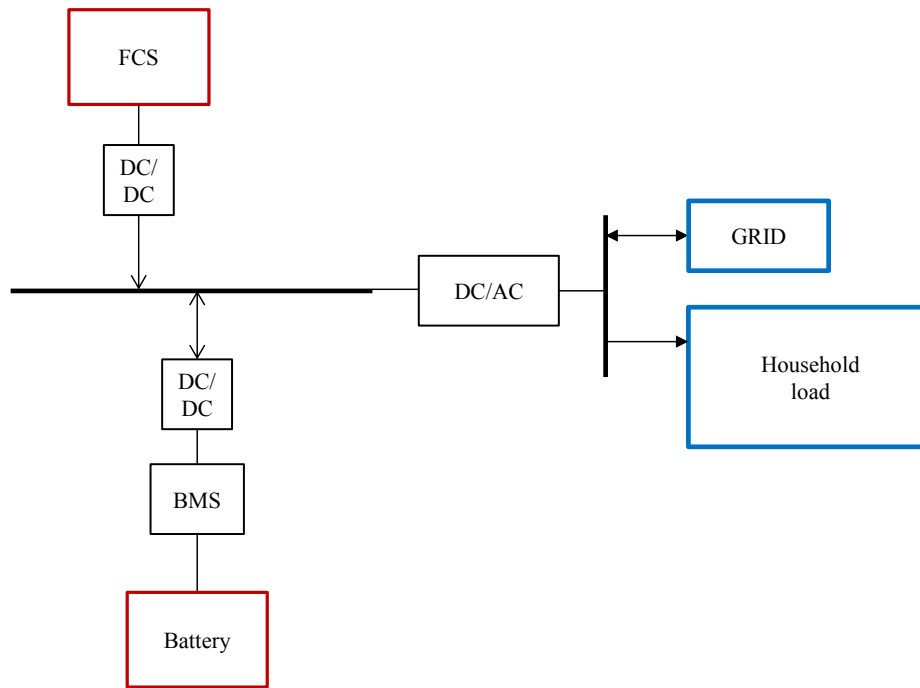 FCS
DC/
DC
GRID
DC/AC
Household
load
DC/
DC
BMS
Battery